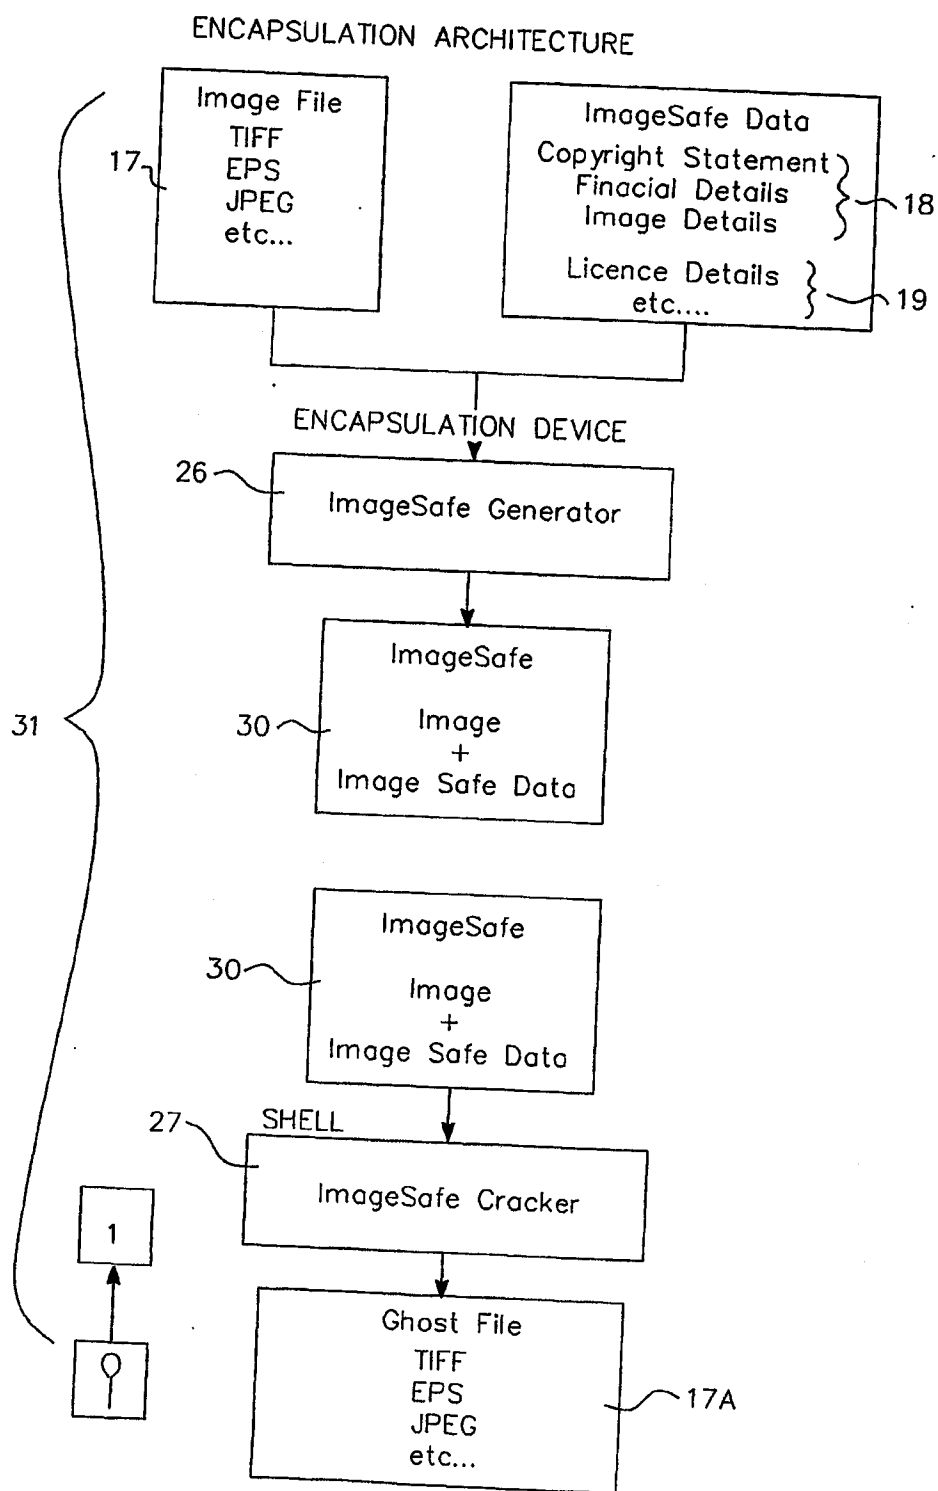 ENCAPSULATION ARCHITECTURE
Image File
TIFF
EPS
JPEG
etc...
17
ImageSafe Data
Copyright Statement
Finacial Details
Image Details
18
Licence Details
etc....
19
ENCAPSULATION DEVICE
26
ImageSafe Generator
ImageSafe
30
Image
+
Image Safe Data
31
ImageSafe
30
Image
+
Image Safe Data
27
SHELL
ImageSafe Cracker
1
Ghost File
TIFF
EPS
JPEG
etc...
17A